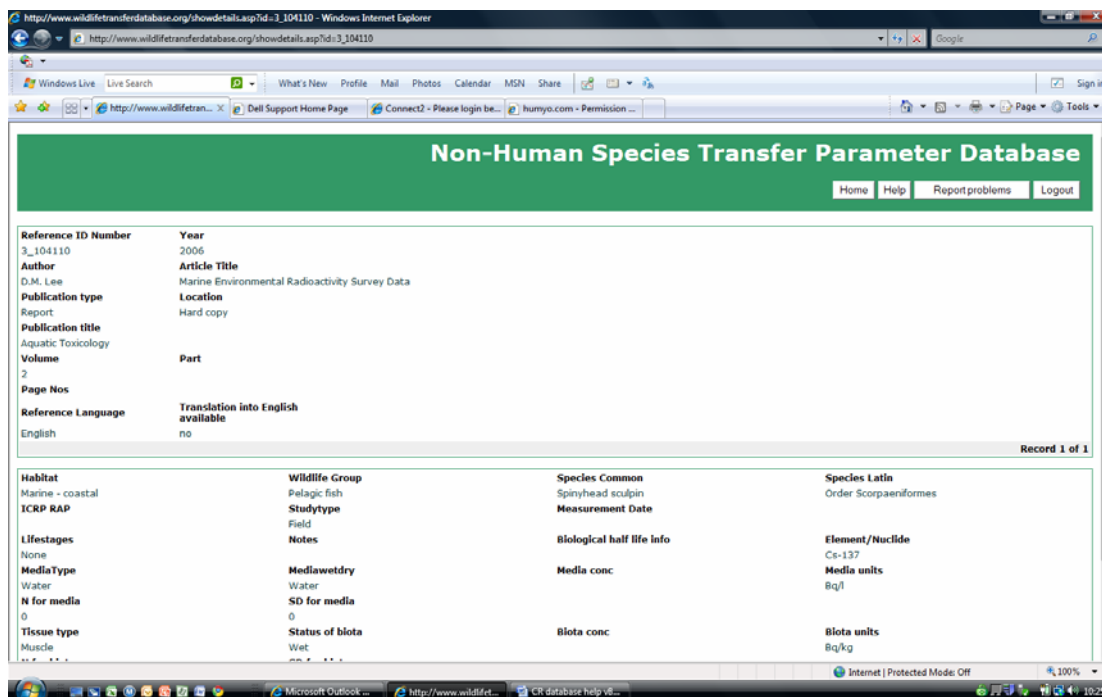 http://www.wildlifetransferdatabase.org/showdetails.asp?id=3_104110 - Windows Internet Explorer
http://www.wildlifetransferdatabase.org/showdetails.asp?id=3_104110 Google
Windows Live Live Search What's New Profile Mail Photos Calendar MSN Share Sign in
http://www.wildlifetran... Dell Support Home Page Connect2 - Please login be... humyo.com - Permission ... Page Tools
Non-Human Species Transfer Parameter Database
Home Help Report problems Logout
Reference ID Number Year
3_104110 2006
Author Article Title
D.M. Lee Marine Environmental Radioactivity Survey Data
Publication type Location
Report Hard copy
Publication title
Aquatic Toxicology
Volume Part
2
Page Nos
Reference Language Translation into English available
English no
Record 1 of 1
Habitat Wildlife Group Species Common Species Latin
Marine - coastal Pelagic fish Spinyhead sculpin Order Scorpaeniformes
ICRP RAP Studytype Measurement Date
Field
Lifestages Notes Biological half life info Element/Nuclide
None Cs-137
MediaType Mediawetdry Media conc Media units
Water Water Bq/l
N for media SD for media
0 0
Tissue type Status of biota Biota conc Biota units
Muscle Wet Bq/kg
Internet | Protected Mode: Off 100%
Microsoft Outlook ... http://www.wildlifet... CR database help v8...